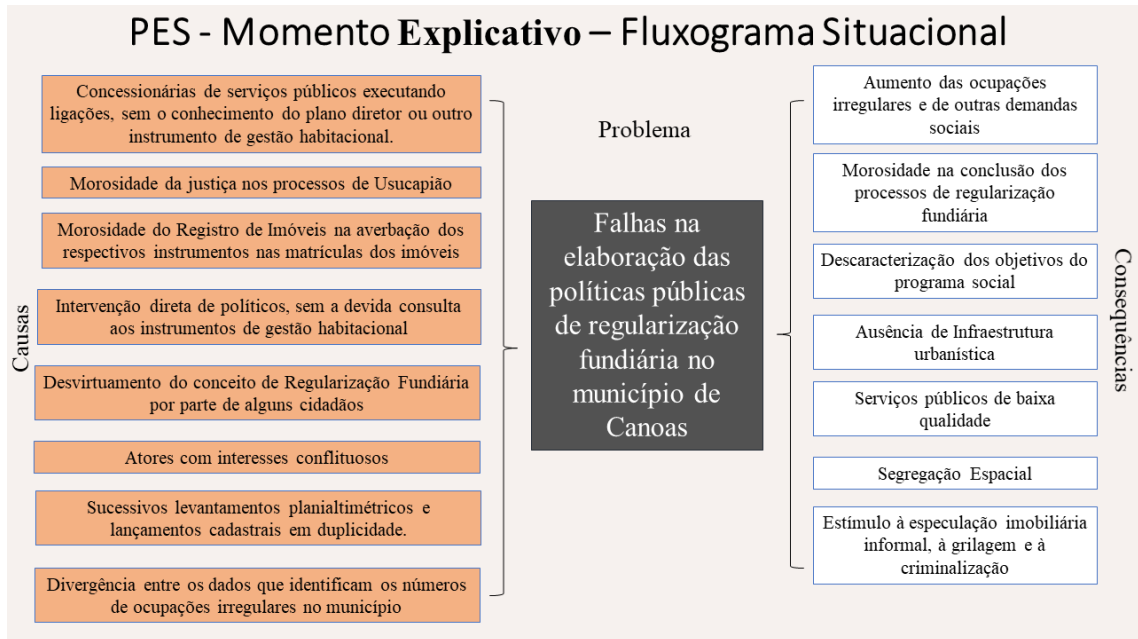 PES - Momento Explicativo – Fluxograma Situacional
Causas
Concessionárias de serviços públicos executando
ligações, sem o conhecimento do plano diretor ou outro
instrumento de gestão habitacional.
Morosidade da justiça nos processos de Usucapião
Morosidade do Registro de Imóveis na averbação dos
respectivos instrumentos nas matrículas dos imóveis
Intervenção direta de políticos, sem a devida consulta
aos instrumentos de gestão habitacional
Desvirtuamento do conceito de Regularização Fundiária
por parte de alguns cidadãos
Atores com interesses conflituosos
Sucessivos levantamentos planialtimétricos e
lançamentos cadastrais em duplicidade.
Divergência entre os dados que identificam os números
de ocupações irregulares no município
Problema
Falhas na
elaboração das
políticas públicas
de regularização
fundiária no
município de
Canoas
Aumento das ocupações
irregulares e de outras demandas
sociais
Morosidade na conclusão dos
processos de regularização
fundiária
Descaracterização dos objetivos do
programa social
Ausência de Infraestrutura
urbanística
Serviços públicos de baixa
qualidade
Segregação Espacial
Estímulo à especulação imobiliária
informal, à grilagem e à
criminalização
Consequências